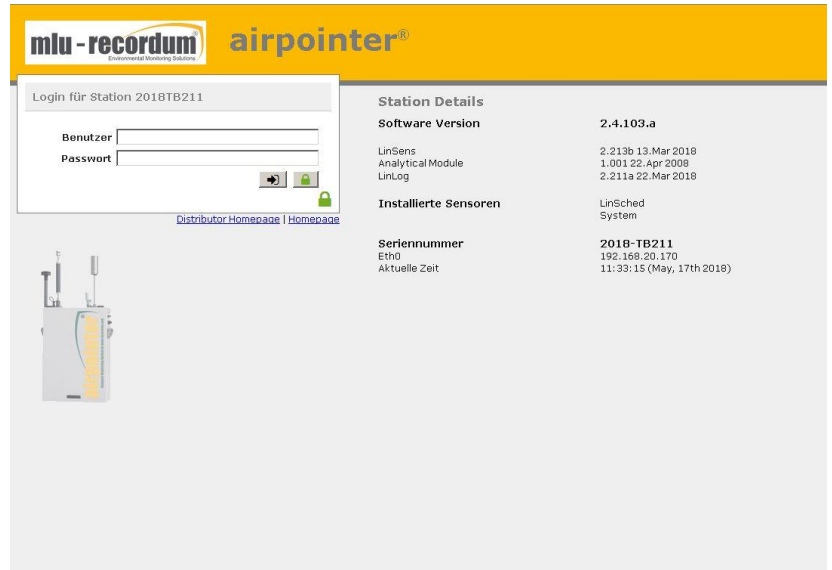 mlu-recordum
Environmental Monitoring Solutions
airpointer®
Login für Station 2018TB211
Benutzer
Passwort
Distributor Homepage | Homepage
Station Details
Software Version 2.4.103.a
LinSens 2.213b 13.Mar 2018
Analytical Module 1.001 22.Apr 2008
LinLog 2.211a 22.Mar 2018
Installierte Sensoren LinSched
System
Seriennummer 2018-TB211
Eth0 192.168.20.170
Aktuelle Zeit 11:33:15 (May, 17th 2018)
airpointer